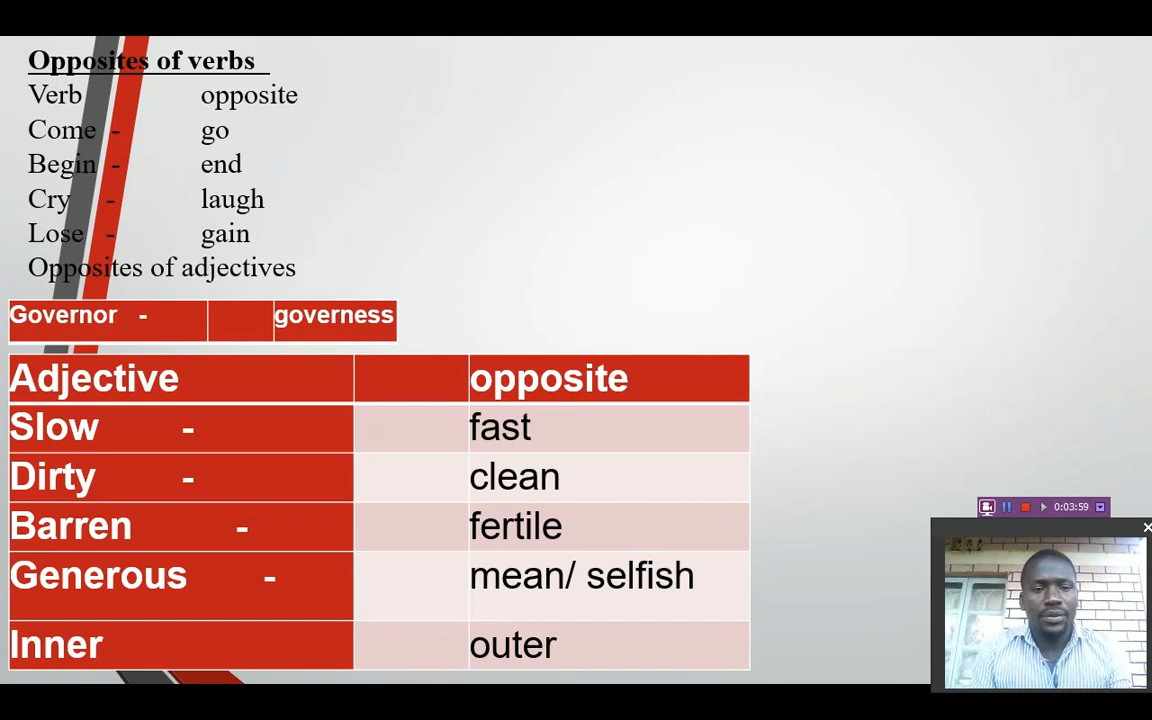 Opposites of verbs
Verb opposite
Come - go
Begin - end
Cry - laugh
Lose - gain
Opposites of adjectives
Governor - governess
Adjective opposite
Slow - fast
Dirty - clean
Barren - fertile
Generous - mean/ selfish
Inner outer
0:03:59